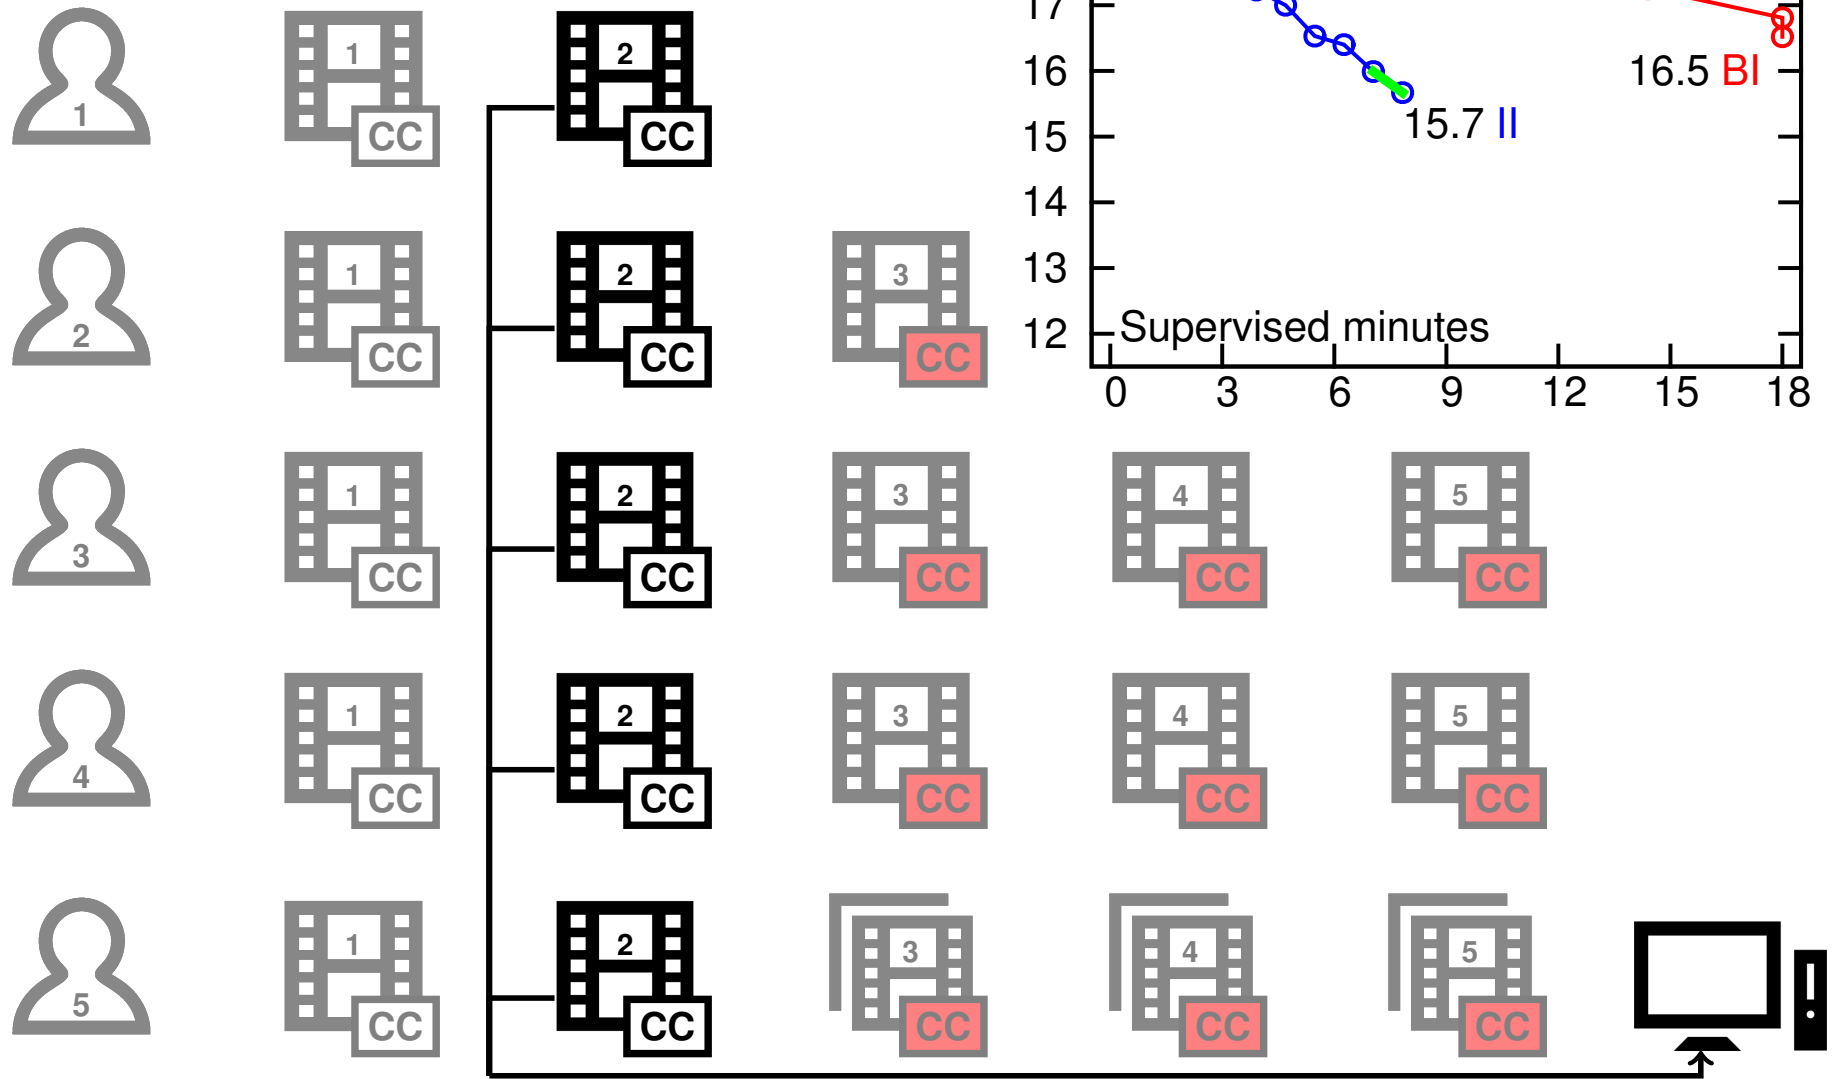 17
16
15
14
13
12
16.5 BI
15.7 II
Supervised minutes
0 3 6 9 12 15 18
1 1 CC 2 CC
2 1 CC 2 CC 3 CC
3 1 CC 2 CC 3 CC 4 CC 5 CC
4 1 CC 2 CC 3 CC 4 CC 5 CC
5 1 CC 2 CC 3 CC 4 CC 5 CC